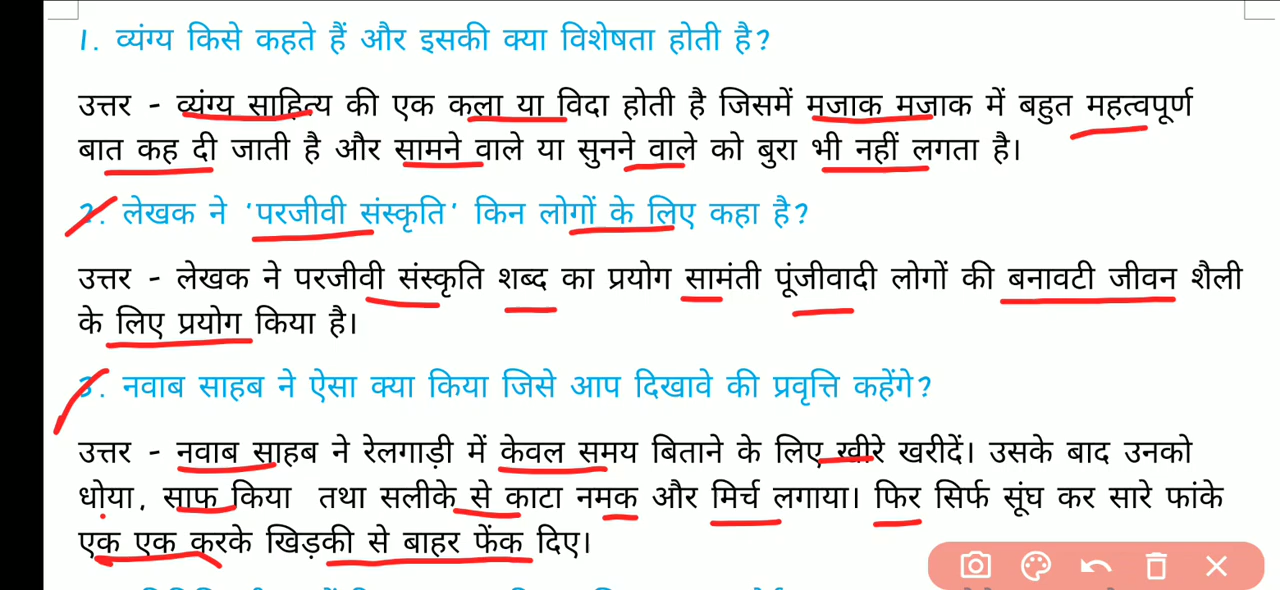 1. व्यंग्य किसे कहते हैं और इसकी क्या विशेषता होती है?
उत्तर - व्यंग्य साहित्य की एक कला या विदा होती है जिसमें मजाक मजाक में बहुत महत्वपूर्ण
बात कह दी जाती है और सामने वाले या सुनने वाले को बुरा भी नहीं लगता है।
2. लेखक ने 'परजीवी संस्कृति' किन लोगों के लिए कहा है?
उत्तर - लेखक ने परजीवी संस्कृति शब्द का प्रयोग सामंती पूंजीवादी लोगों की बनावटी जीवन शैली
के लिए प्रयोग किया है।
3. नवाब साहब ने ऐसा क्या किया जिसे आप दिखावे की प्रवृत्ति कहेंगे?
उत्तर - नवाब साहब ने रेलगाड़ी में केवल समय बिताने के लिए खीरे खरीदें। उसके बाद उनको
धोया, साफ किया तथा सलीके से काटा नमक और मिर्च लगाया। फिर सिर्फ सूंघ कर सारे फांके
एक एक करके खिड़की से बाहर फेंक दिए।